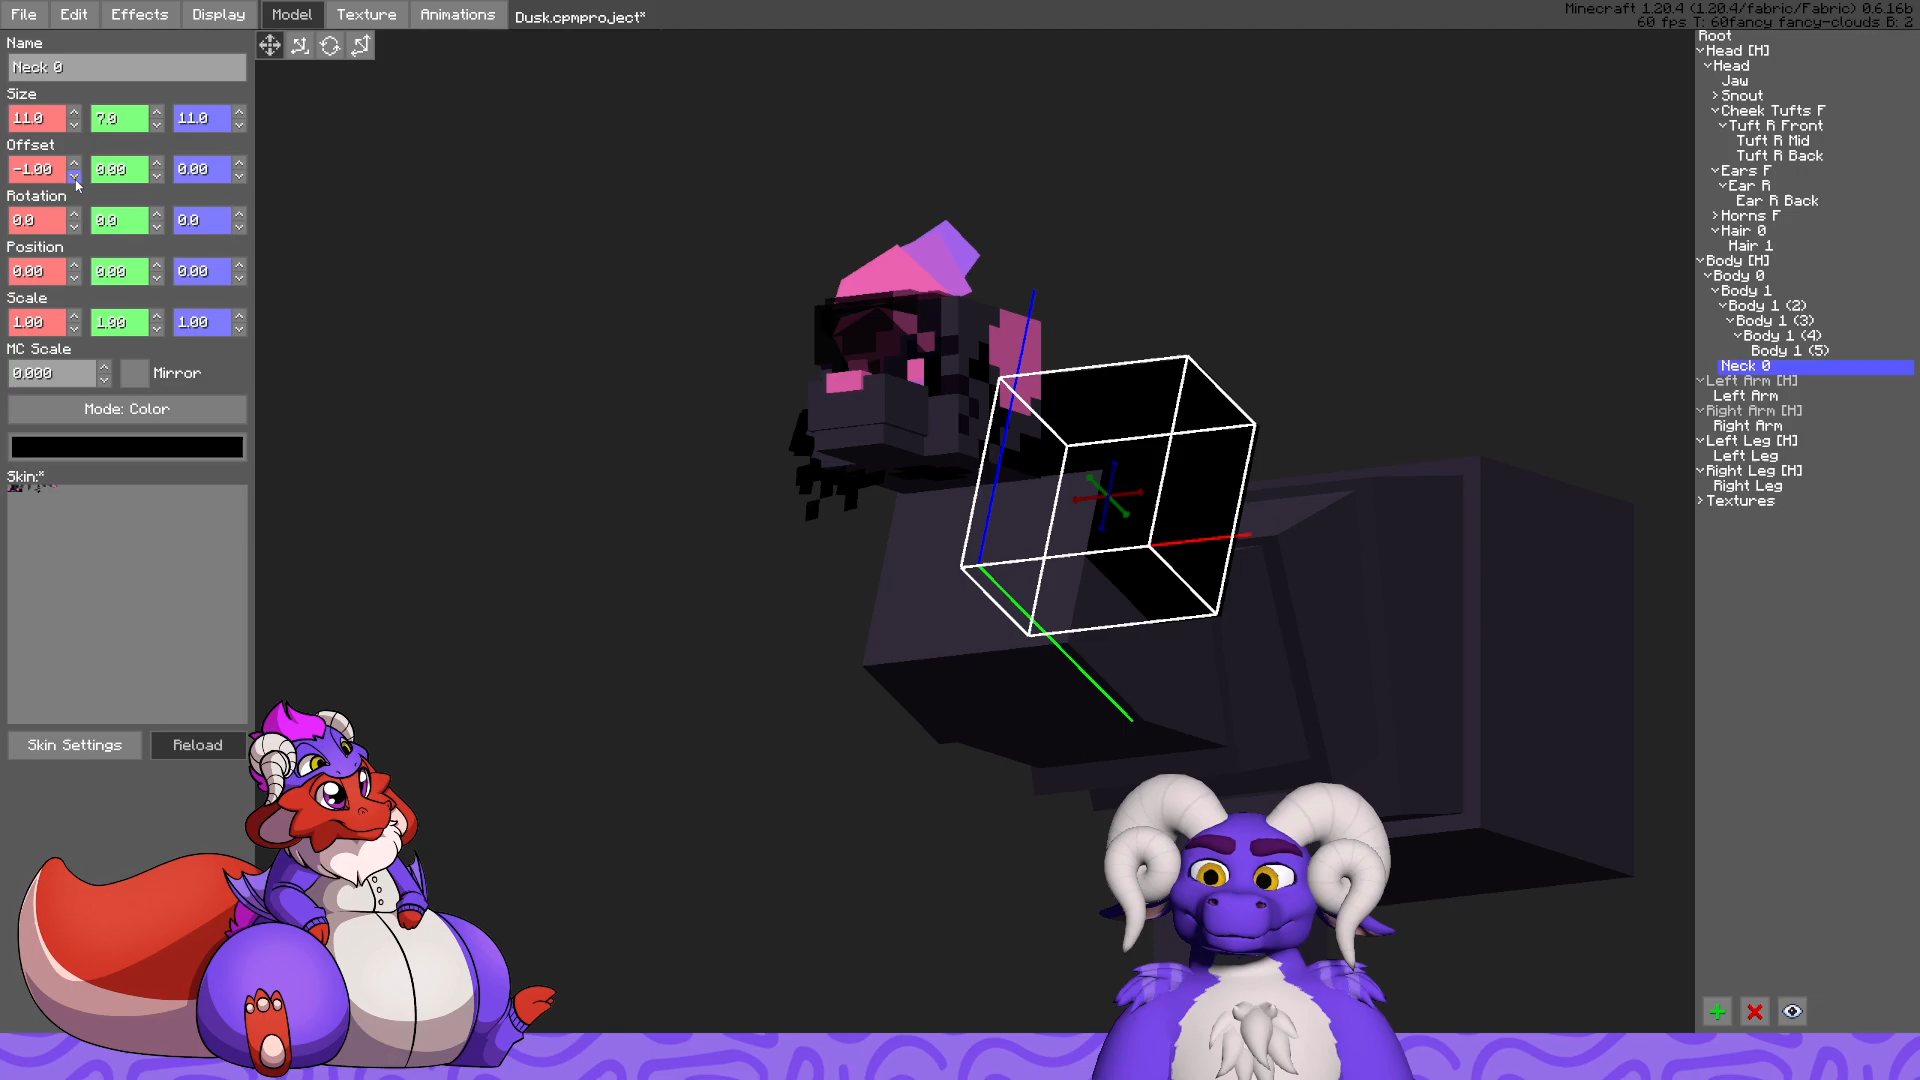 File Edit Effects Display Model Texture Animations Dusk.cpmproject*
Minecraft 1.20.4 (1.20.4/fabric/Fabric) 0.6.16b
60 fps T: 60fancy fancy-clouds B: 2
Name
Neck 0
Size
11.0 7.0 11.0
Offset
-1.00 0.00 0.00
Rotation
0.0 0.0 0.0
Position
0.00 0.00 0.00
Scale
1.00 1.00 1.00
MC Scale
0.000 Mirror
Mode: Color
Skin:*
Skin Settings Reload
Root
Head [H]
Head
Jaw
Snout
Cheek Tufts F
Tuft R Front
Tuft R Mid
Tuft R Back
Ears F
Ear R
Ear R Back
Horns F
Hair 0
Hair 1
Body [H]
Body 0
Body 1
Body 1 (2)
Body 1 (3)
Body 1 (4)
Body 1 (5)
Neck 0
Left Arm [H]
Left Arm
Right Arm [H]
Right Arm
Left Leg [H]
Left Leg
Right Leg [H]
Right Leg
Textures